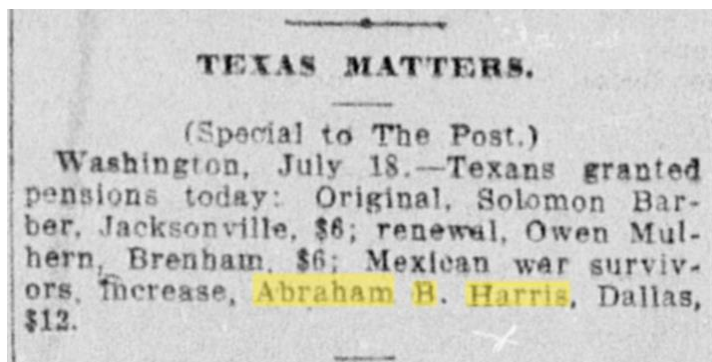 TEXAS MATTERS.
(Special to The Post.)
Washington, July 18.—Texans granted
pensions today: Original, Solomon Bar-
ber, Jacksonville, $6; renewal, Owen Mul-
hern, Brenham, $6; Mexican war surviv-
ors, increase, Abraham B. Harris, Dallas,
$12.